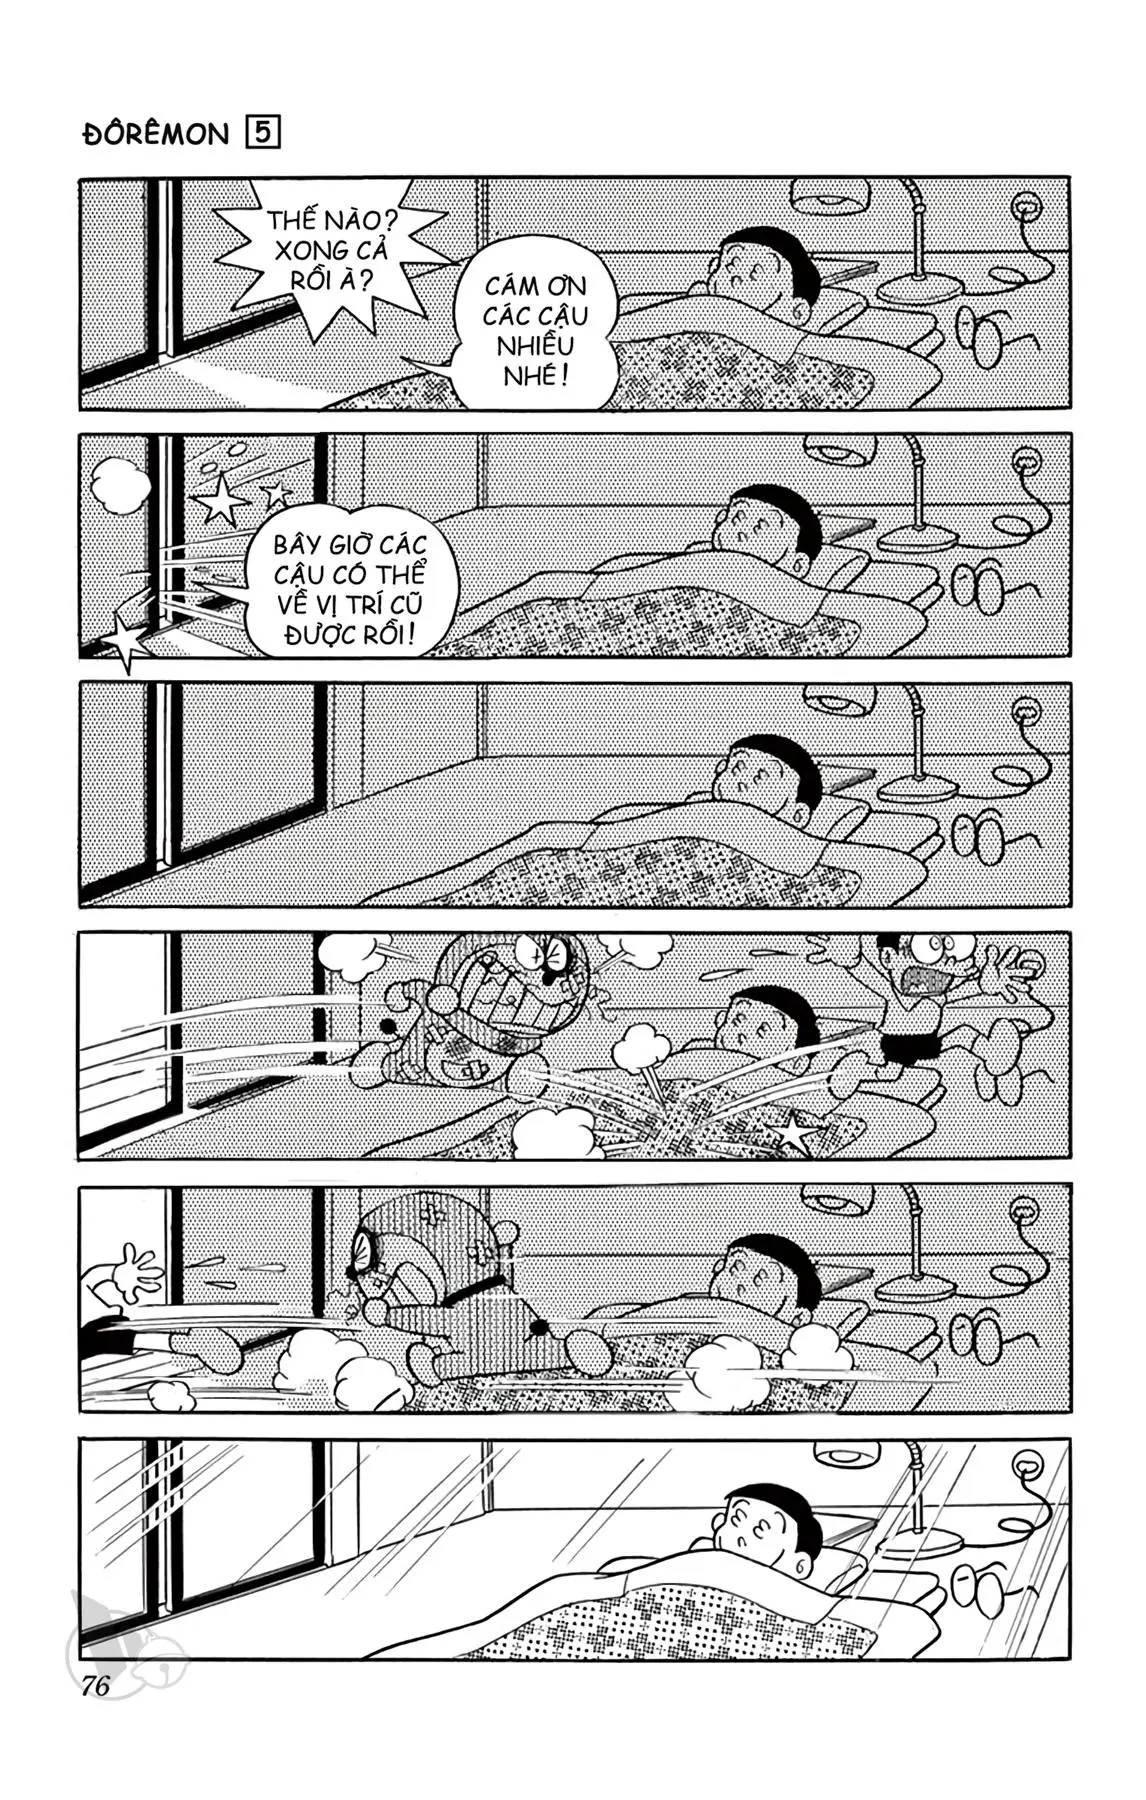 ĐÔRÊMON 5
THẾ NÀO?
XONG CẢ
RỒI À?
CÁM ƠN
CÁC CẬU
NHIỀU
NHÉ!
BÂY GIỜ CÁC
CẬU CÓ THỂ
VỀ VỊ TRÍ CŨ
ĐƯỢC RỒI!
76